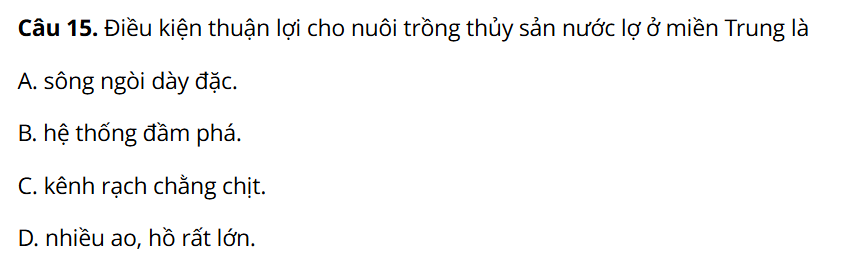 Câu 15. Điều kiện thuận lợi cho nuôi trồng thủy sản nước lợ ở miền Trung là
A. sông ngòi dày đặc.
B. hệ thống đầm phá.
C. kênh rạch chằng chịt.
D. nhiều ao, hồ rất lớn.